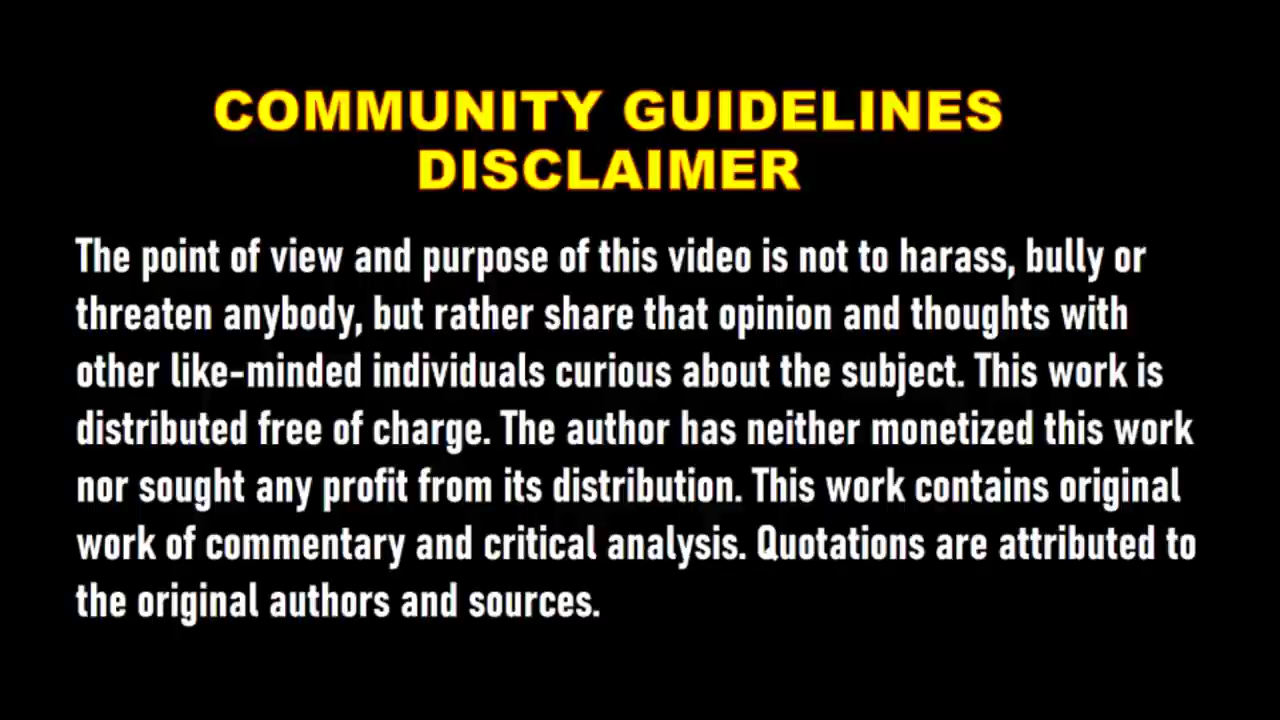 COMMUNITY GUIDELINES
DISCLAIMER
The point of view and purpose of this video is not to harass, bully or
threaten anybody, but rather share that opinion and thoughts with
other like-minded individuals curious about the subject. This work is
distributed free of charge. The author has neither monetized this work
nor sought any profit from its distribution. This work contains original
work of commentary and critical analysis. Quotations are attributed to
the original authors and sources.